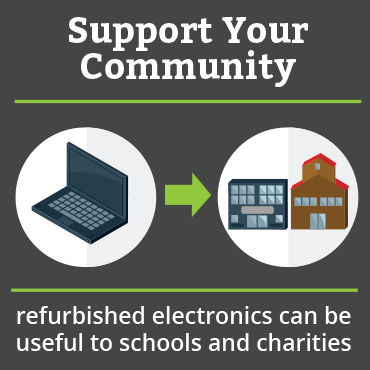 Support Your
Community
refurbished electronics can be
useful to schools and charities